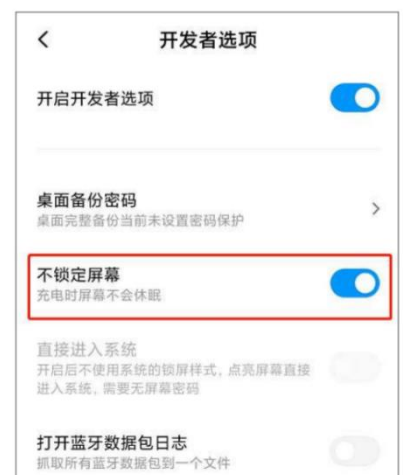 开发者选项
开启开发者选项
桌面备份密码
桌面完整备份当前未设置密码保护
不锁定屏幕
充电时屏幕不会休眠
直接进入系统
开启后不使用系统的锁屏样式，点亮屏幕直接
进入系统，需要无屏幕密码
打开蓝牙数据包日志
抓取所有蓝牙数据包到一个文件